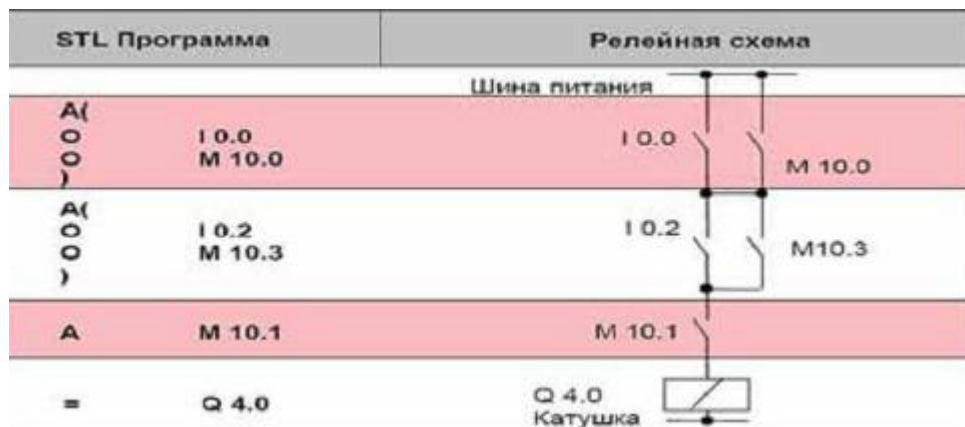 STL Программа Релейная схема
Шина питания
A(
O I 0.0
O M 10.0
)
I 0.0
M 10.0
A(
O I 0.2
O M 10.3
)
I 0.2
M10.3
A M 10.1
M 10.1
= Q 4.0
Q 4.0
Катушка